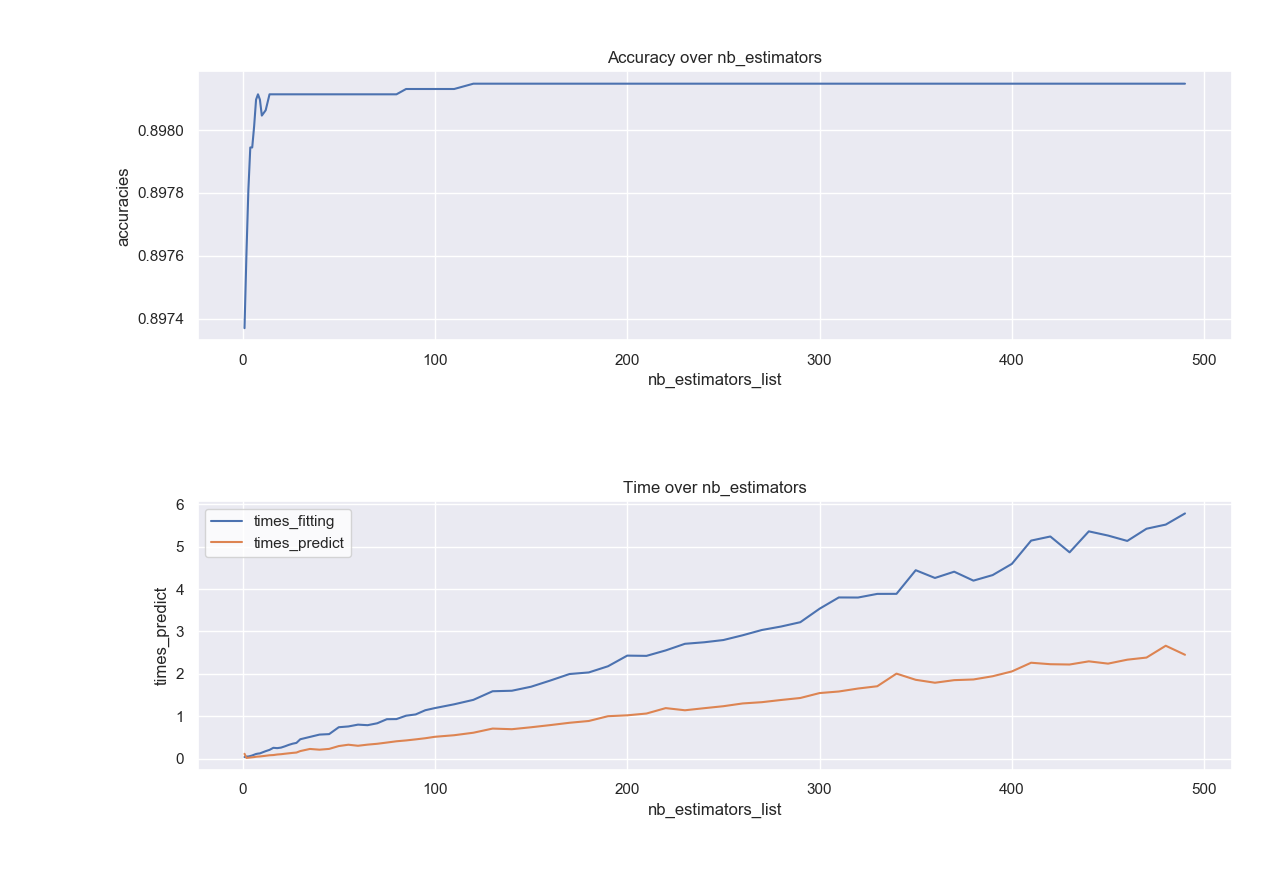 Accuracy over nb_estimators
0.8980
0.8978
0.8976
0.8974
accuracies
0 100 200 300 400 500
nb_estimators_list
Time over nb_estimators
6
5
4
3
2
1
0
times_predict
times_fitting
times_predict
0 100 200 300 400 500
nb_estimators_list